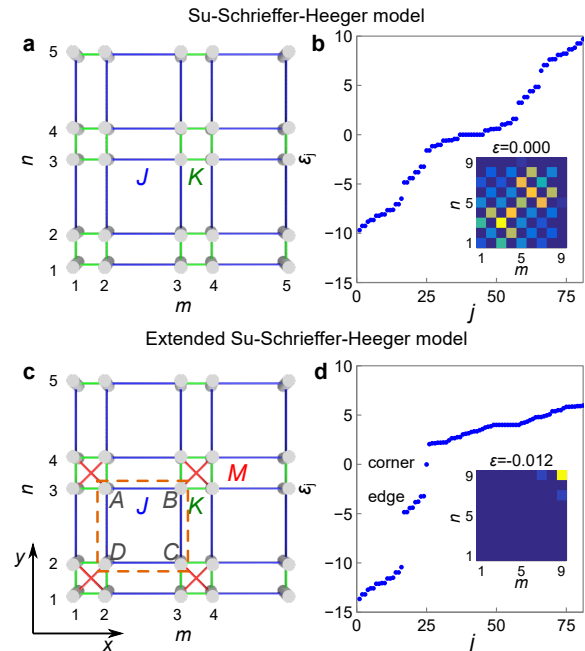 Su-Schrieffer-Heeger model
a
5
4
3
2
1
n
J
K
1 2 3 4 5
m
b
10
5
0
−5
−10
−15
εj
ε=0.000
9
5
1
n
1 5 9
m
0 25 50 75
j
Extended Su-Schrieffer-Heeger model
c
5
4
3
2
1
n
M
A
J
B
K
D
C
y
x
1 2 3 4 5
m
d
10
5
0
−5
−10
−15
εj
corner
edge
ε=-0.012
9
5
1
n
1 5 9
m
0 25 50 75
j